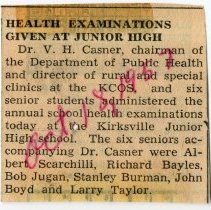 HEALTH EXAMINATIONS
GIVEN AT JUNIOR HIGH
Dr. V. H. Casner, chairman of
the Department of Public Health
and director of rural and special
clinics at the KCOS, and six
senior students administered the
annual school health examinations
today at the Kirksville Junior
High school. The six seniors ac-
companying Dr. Casner were Al-
bert Scarchilli, Richard Bayles,
Bob Jugan, Stanley Burman, John
Boyd and Larry Taylor.
Oct. 18, 1957